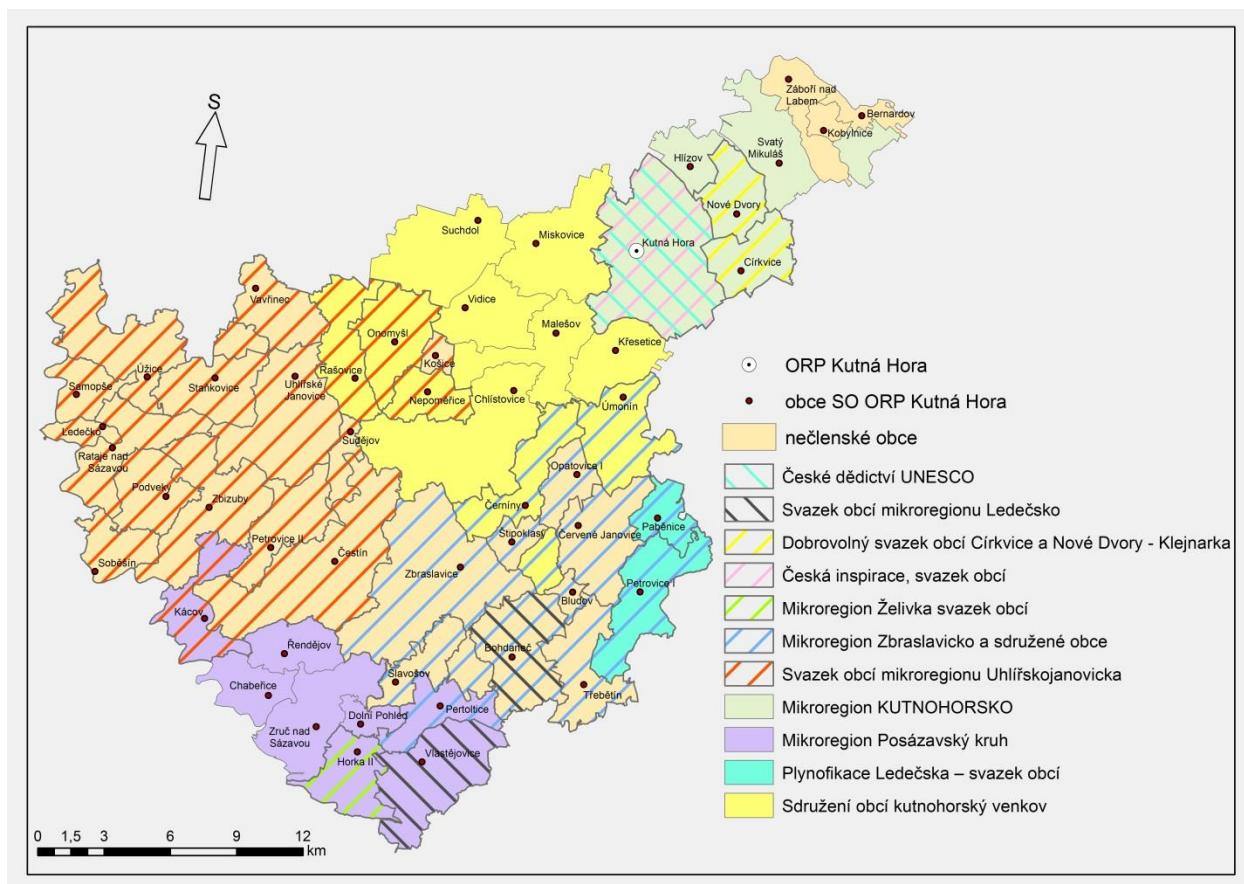 S
Záboří nad
Labem
Bernardov
Kobylnice
Svatý
Mikuláš
Hlízov
Nové Dvory
Kutná Hora
Církvice
Suchdol
Miskovice
Vavřinec
Vidice
Malešov
Onomyšl
Křesetice
Košice
Úžice
Staňkovice
Uhlířské
Janovice
Rašovice
Samopše
Nepoměřice
Chlístovice
Úmonín
Ledečko
Sudějov
Rataje nad
Sázavou
Opatovice I
Podveky
Zbizuby
Černíny
Paběnice
Červené Janovice
Štipoklasy
Petrovice II
Čestín
Soběšín
Zbraslavice
Petrovice I
Bludov
Kácov
Řendějov
Bohdaneč
Slavošov
Třebětín
Chabeřice
Pertoltice
Dolní Pohled
Zruč nad
Sázavou
Vlastějovice
Horka II
ORP Kutná Hora
obce SO ORP Kutná Hora
nečlenské obce
České dědictví UNESCO
Svazek obcí mikroregionu Ledečsko
Dobrovolný svazek obcí Církvice a Nové Dvory - Klejnarka
Česká inspirace, svazek obcí
Mikroregion Želivka svazek obcí
Mikroregion Zbraslavicko a sdružené obce
Svazek obcí mikroregionu Uhlířskojanovicka
Mikroregion KUTNOHORSKO
Mikroregion Posázavský kruh
Plynofikace Ledečska – svazek obcí
Sdružení obcí kutnohorský venkov
0 1,5 3 6 9 12
km